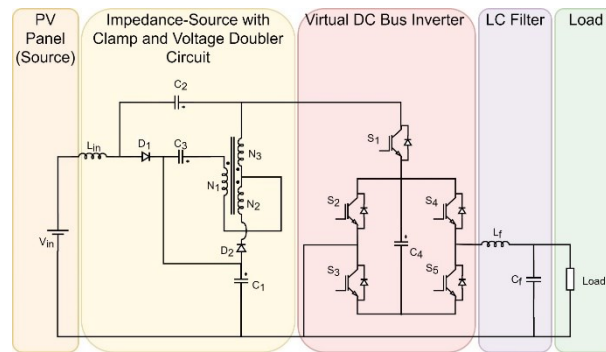 PV
Panel
(Source)
Impedance-Source with
Clamp and Voltage Doubler
Circuit
Virtual DC Bus Inverter
LC Filter
Load
C2
Lin
D1
C3
N3
N1
N2
D2
C1
Vin
S1
S2
S4
C4
S3
S5
Lf
Cf
Load